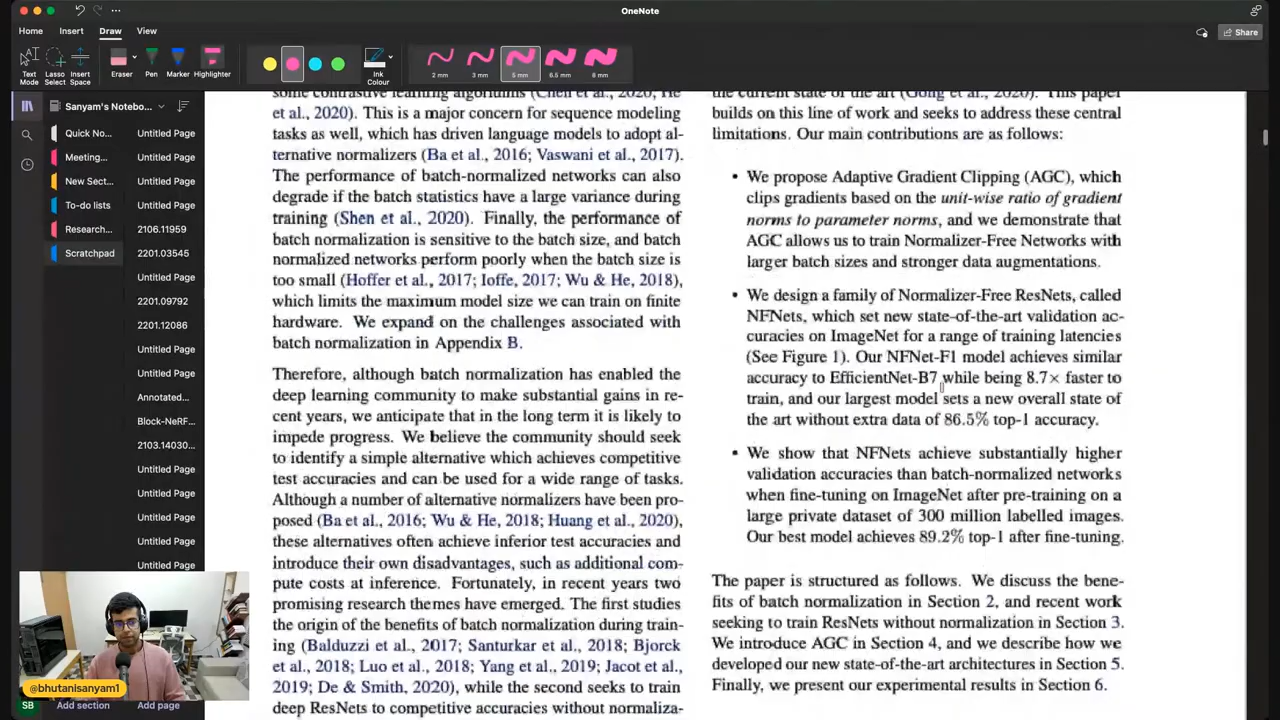 OneNote
Home Insert Draw View
Share
Text Mode
Lasso Select
Insert Space
Eraser
Pen
Marker
Highlighter
Ink Colour
2 mm
3 mm
5 mm
6.5 mm
8 mm
Sanyam's Notebo...
Quick No...
Meeting...
New Sect...
To-do lists
Research...
Scratchpad
Untitled Page
Untitled Page
Untitled Page
Untitled Page
2106.11959
2201.03545
Untitled Page
2201.09792
Untitled Page
2201.12086
Untitled Page
Untitled Page
Annotated...
Block-NeRF...
2103.14030...
Untitled Page
Untitled Page
Untitled Page
Untitled Page
Untitled Page
some contrastive learning algorithms (Chen et al., 2020; He
et al., 2020). This is a major concern for sequence modeling
tasks as well, which has driven language models to adopt al-
ternative normalizers (Ba et al., 2016; Vaswani et al., 2017).
The performance of batch-normalized networks can also
degrade if the batch statistics have a large variance during
training (Shen et al., 2020). Finally, the performance of
batch normalization is sensitive to the batch size, and batch
normalized networks perform poorly when the batch size is
too small (Hoffer et al., 2017; Ioffe, 2017; Wu & He, 2018),
which limits the maximum model size we can train on finite
hardware. We expand on the challenges associated with
batch normalization in Appendix B.
Therefore, although batch normalization has enabled the
deep learning community to make substantial gains in re-
cent years, we anticipate that in the long term it is likely to
impede progress. We believe the community should seek
to identify a simple alternative which achieves competitive
test accuracies and can be used for a wide range of tasks.
Although a number of alternative normalizers have been pro-
posed (Ba et al., 2016; Wu & He, 2018; Huang et al., 2020),
these alternatives often achieve inferior test accuracies and
introduce their own disadvantages, such as additional com-
pute costs at inference. Fortunately, in recent years two
promising research themes have emerged. The first studies
the origin of the benefits of batch normalization during train-
ing (Balduzzi et al., 2017; Santurkar et al., 2018; Bjorck
et al., 2018; Luo et al., 2018; Yang et al., 2019; Jacot et al.,
2019; De & Smith, 2020), while the second seeks to train
deep ResNets to competitive accuracies without normaliza-
the current state of the art (Gong et al., 2020). This paper
builds on this line of work and seeks to address these central
limitations. Our main contributions are as follows:
• We propose Adaptive Gradient Clipping (AGC), which
clips gradients based on the unit-wise ratio of gradient
norms to parameter norms, and we demonstrate that
AGC allows us to train Normalizer-Free Networks with
larger batch sizes and stronger data augmentations.
• We design a family of Normalizer-Free ResNets, called
NFNets, which set new state-of-the-art validation ac-
curacies on ImageNet for a range of training latencies
(See Figure 1). Our NFNet-F1 model achieves similar
accuracy to EfficientNet-B7 while being 8.7× faster to
train, and our largest model sets a new overall state of
the art without extra data of 86.5% top-1 accuracy.
• We show that NFNets achieve substantially higher
validation accuracies than batch-normalized networks
when fine-tuning on ImageNet after pre-training on a
large private dataset of 300 million labelled images.
Our best model achieves 89.2% top-1 after fine-tuning.
The paper is structured as follows. We discuss the bene-
fits of batch normalization in Section 2, and recent work
seeking to train ResNets without normalization in Section 3.
We introduce AGC in Section 4, and we describe how we
developed our new state-of-the-art architectures in Section 5.
Finally, we present our experimental results in Section 6.
@bhutanisanyam1
SB
Add section
Add page